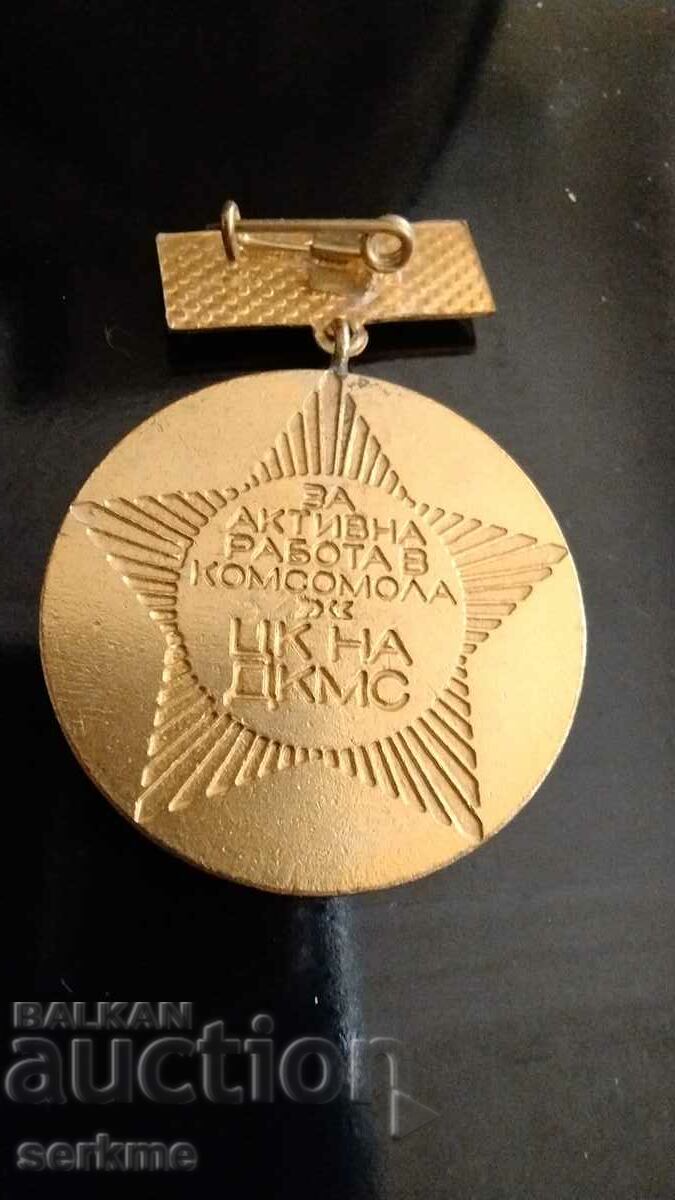 ЗА
АКТИВНА
РАБОТА В
КОМСОМОЛА
ЦК НА
ДКМС
BALKAN
auction
serkme